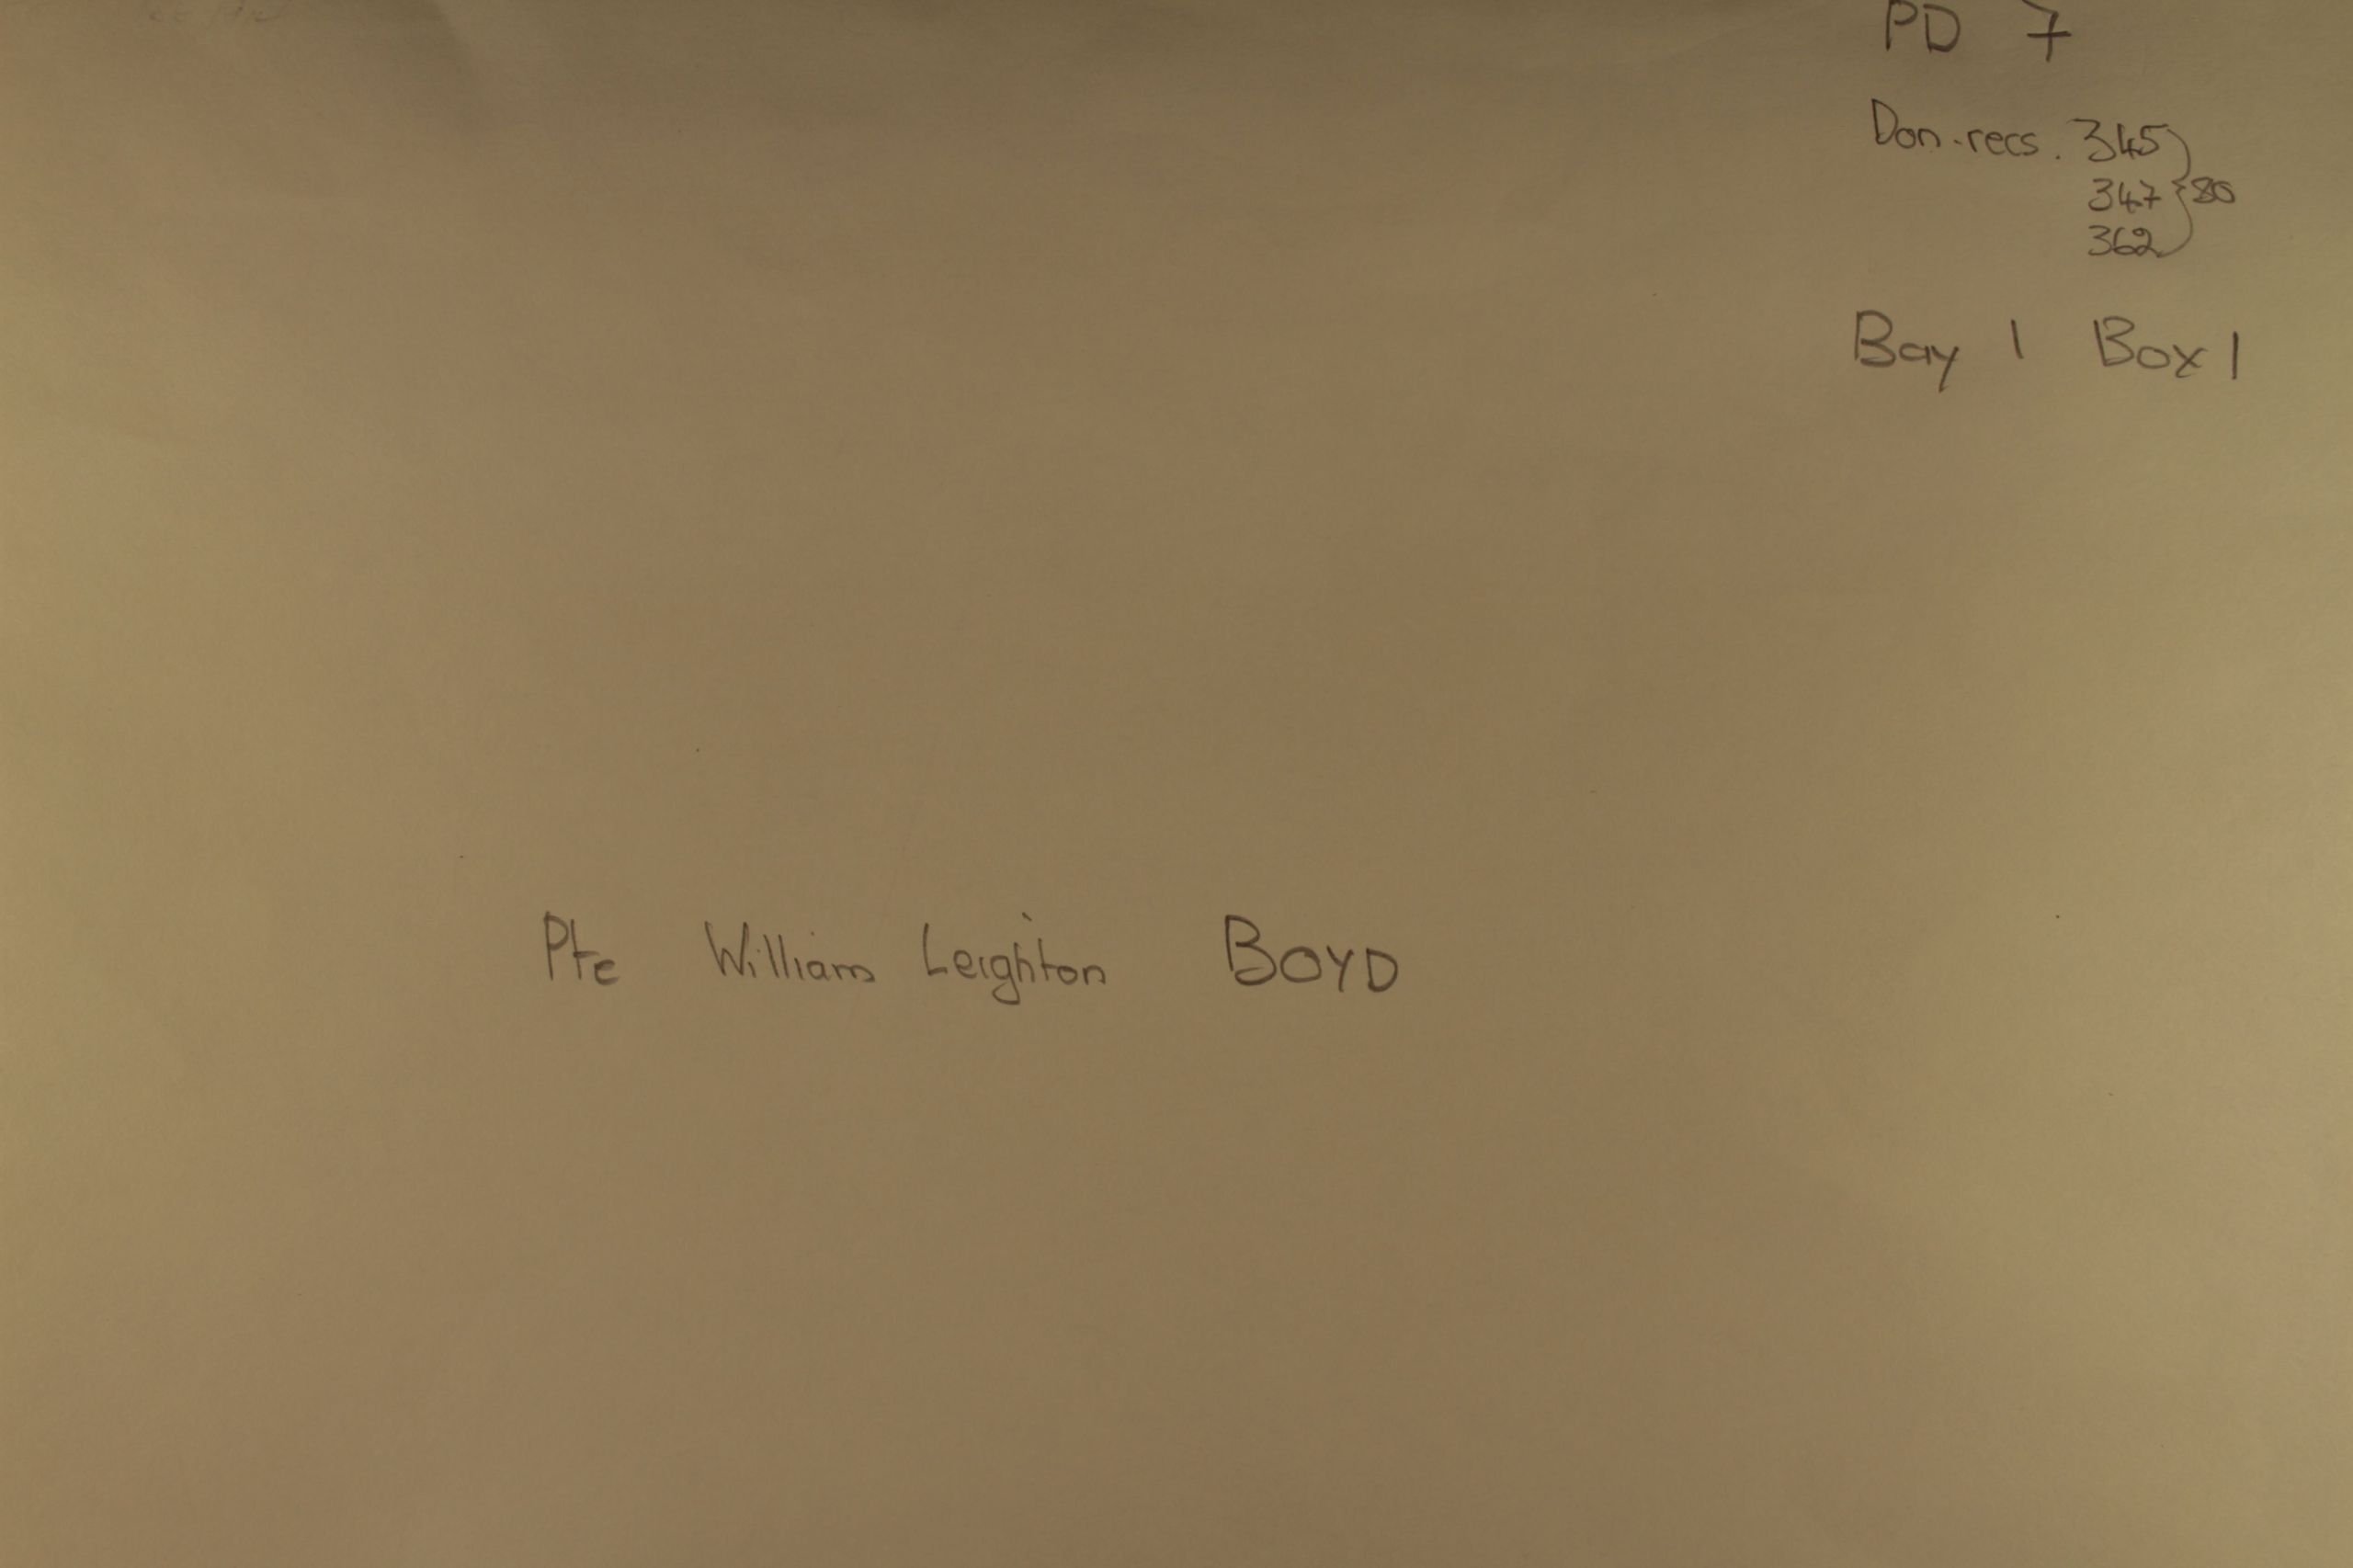 PD 7
Don-recs. 345
347 } 80
362
Bay 1 Box 1
Pte William Leighton BOYD